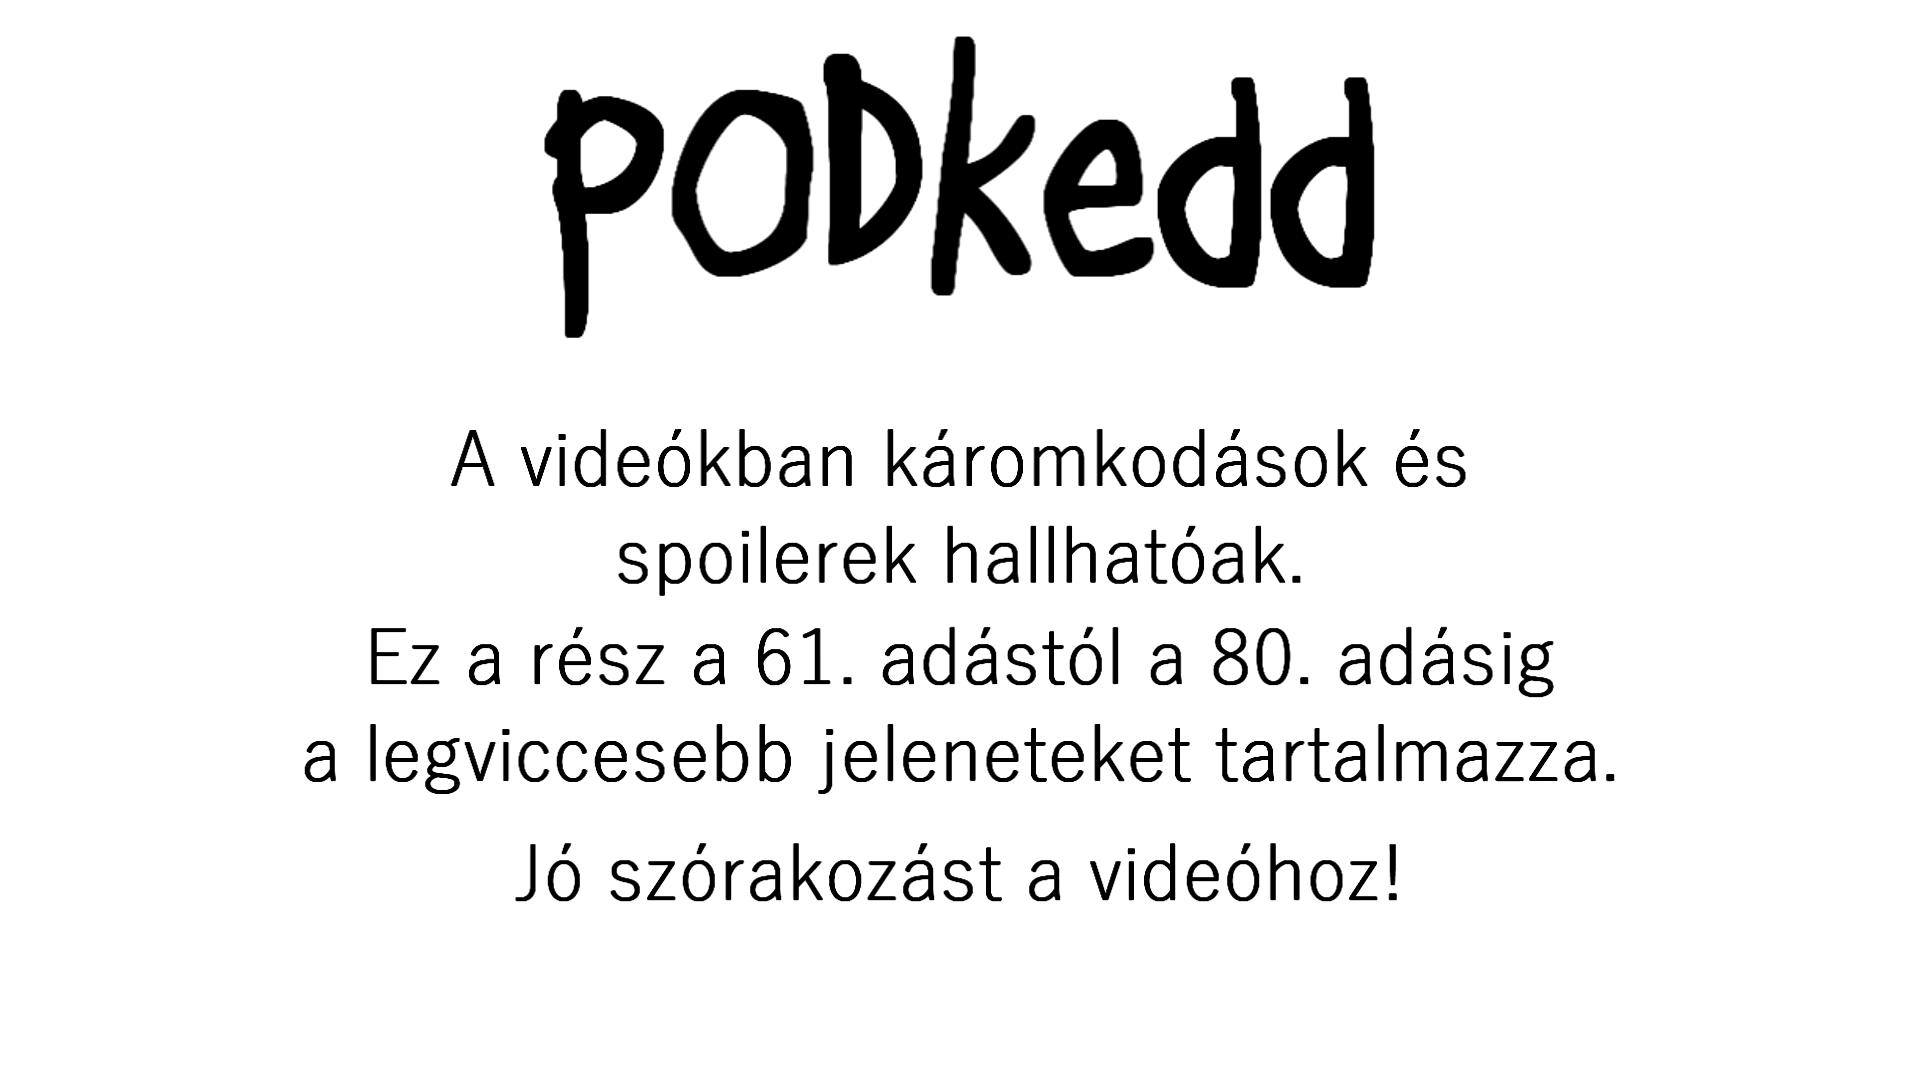 PODkedd
A videókban káromkodások és
spoilerek hallhatóak.
Ez a rész a 61. adástól a 80. adásig
a legviccesebb jeleneteket tartalmazza.
Jó szórakozást a videóhoz!